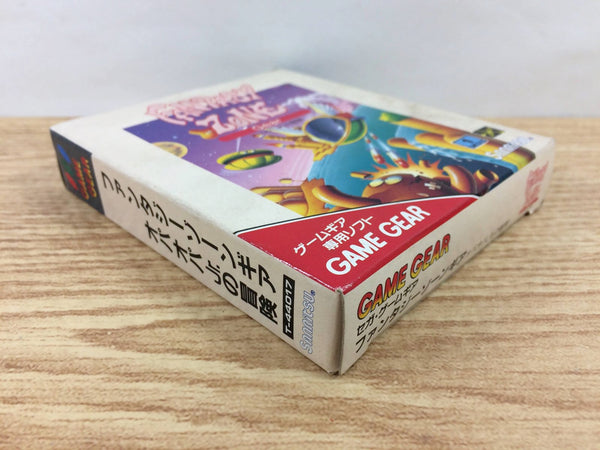 FANTASY
ZONE
ゲームギア
専用ソフト
GAME GEAR
ファンタジーゾーンギア
オパオパJr.の冒険
T-44017
GAME GEAR
セガ・ゲームギア
ファンタジーゾーンギア